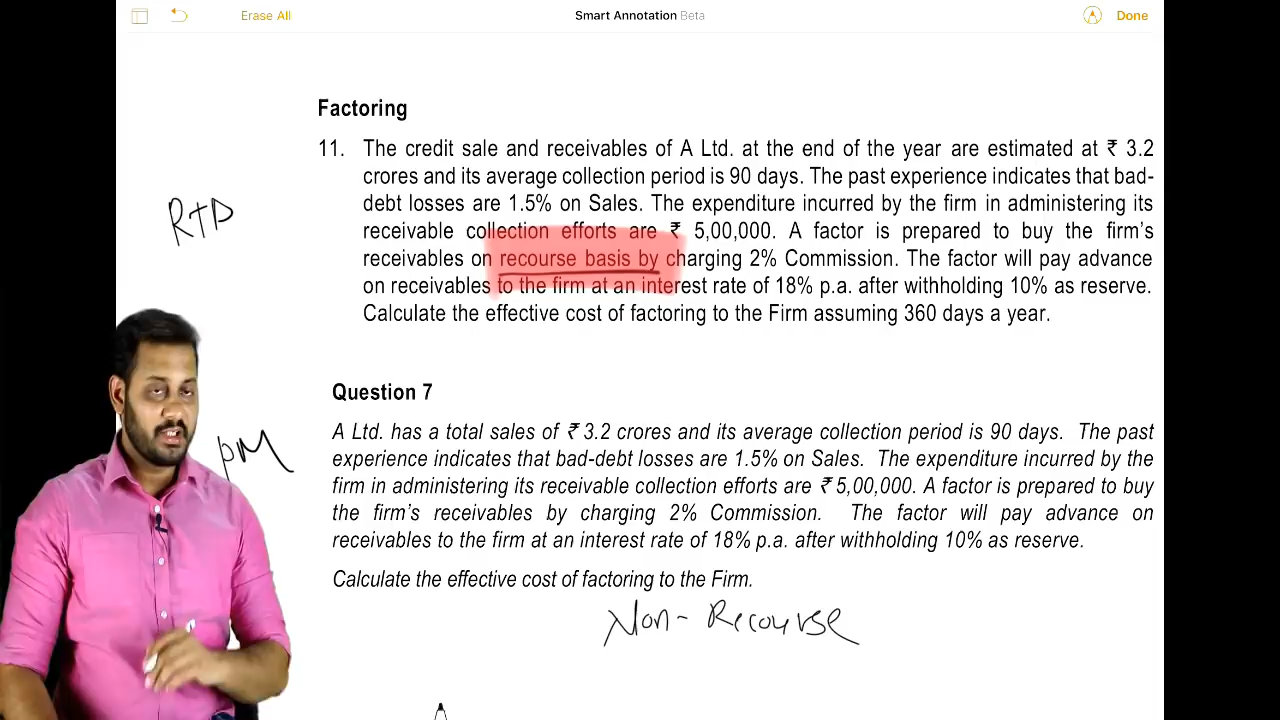 Erase All
Smart Annotation Beta
Done
Factoring
11. The credit sale and receivables of A Ltd. at the end of the year are estimated at ₹ 3.2
crores and its average collection period is 90 days. The past experience indicates that bad-
debt losses are 1.5% on Sales. The expenditure incurred by the firm in administering its
receivable collection efforts are ₹ 5,00,000. A factor is prepared to buy the firm's
receivables on recourse basis by charging 2% Commission. The factor will pay advance
on receivables to the firm at an interest rate of 18% p.a. after withholding 10% as reserve.
Calculate the effective cost of factoring to the Firm assuming 360 days a year.
RTP
Question 7
A Ltd. has a total sales of ₹ 3.2 crores and its average collection period is 90 days. The past
experience indicates that bad-debt losses are 1.5% on Sales. The expenditure incurred by the
firm in administering its receivable collection efforts are ₹ 5,00,000. A factor is prepared to buy
the firm's receivables by charging 2% Commission. The factor will pay advance on
receivables to the firm at an interest rate of 18% p.a. after withholding 10% as reserve.
Calculate the effective cost of factoring to the Firm.
PM
Non-Recourse